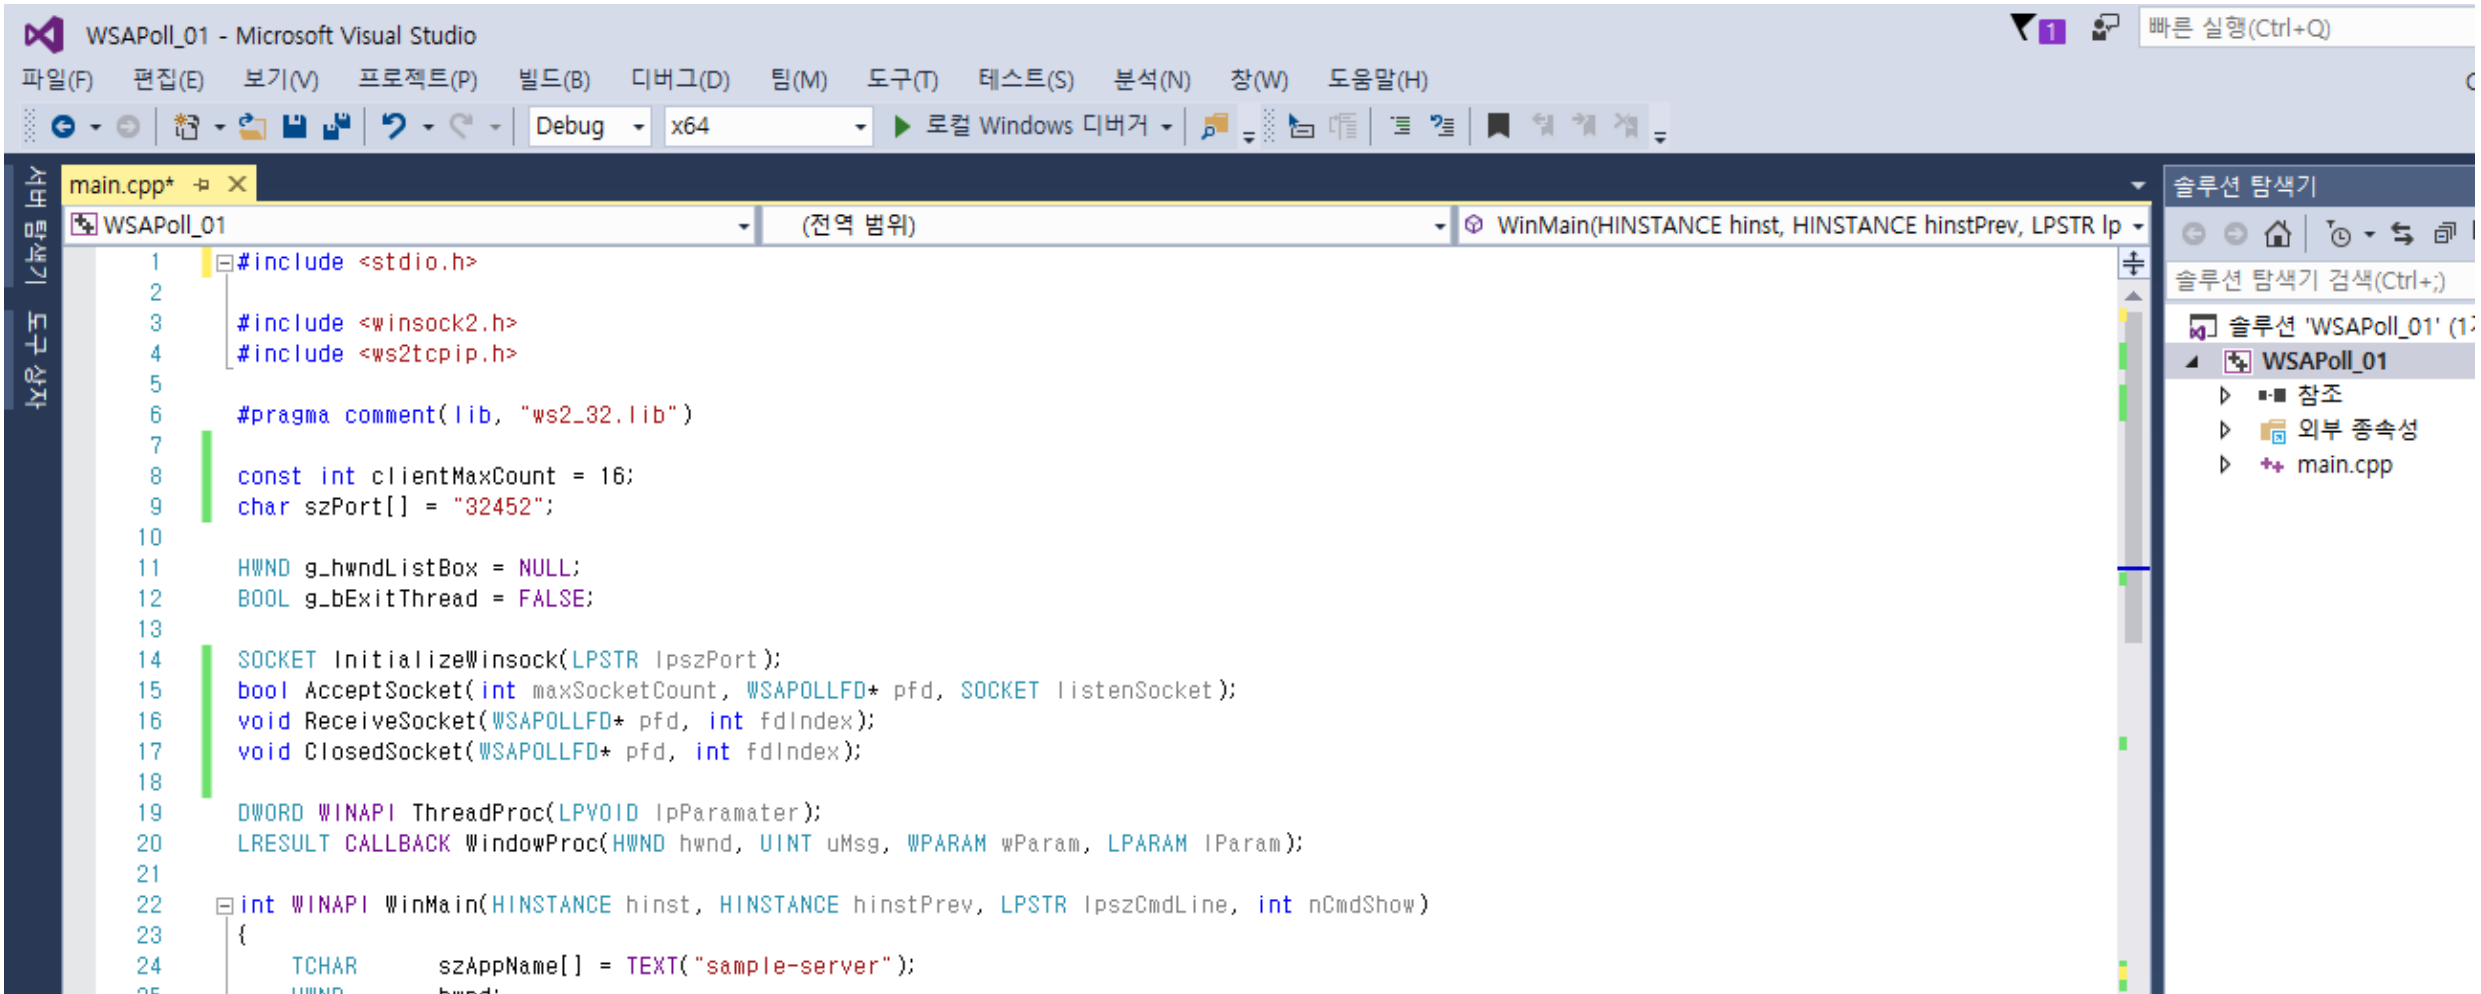 WSAPoll_01 - Microsoft Visual Studio
1
빠른 실행(Ctrl+Q)
파일(F) 편집(E) 보기(V) 프로젝트(P) 빌드(B) 디버그(D) 팀(M) 도구(T) 테스트(S) 분석(N) 창(W) 도움말(H)
Debug x64 로컬 Windows 디버거
서버 탐색기
도구 상자
main.cpp*
WSAPoll_01 (전역 범위) WinMain(HINSTANCE hinst, HINSTANCE hinstPrev, LPSTR lp
1 #include <stdio.h>
2
3 #include <winsock2.h>
4 #include <ws2tcpip.h>
5
6 #pragma comment(lib, "ws2_32.lib")
7
8 const int clientMaxCount = 16;
9 char szPort[] = "32452";
10
11 HWND g_hwndListBox = NULL;
12 BOOL g_bExitThread = FALSE;
13
14 SOCKET InitializeWinsock(LPSTR lpszPort);
15 bool AcceptSocket(int maxSocketCount, WSAPOLLFD* pfd, SOCKET listenSocket);
16 void ReceiveSocket(WSAPOLLFD* pfd, int fdIndex);
17 void ClosedSocket(WSAPOLLFD* pfd, int fdIndex);
18
19 DWORD WINAPI ThreadProc(LPVOID lpParamater);
20 LRESULT CALLBACK WindowProc(HWND hwnd, UINT uMsg, WPARAM wParam, LPARAM lParam);
21
22 int WINAPI WinMain(HINSTANCE hinst, HINSTANCE hinstPrev, LPSTR lpszCmdLine, int nCmdShow)
23 {
24 TCHAR szAppName[] = TEXT("sample-server");
25 HWND hwnd;
솔루션 탐색기
솔루션 탐색기 검색(Ctrl+;)
솔루션 'WSAPoll_01' (1
WSAPoll_01
참조
외부 종속성
main.cpp